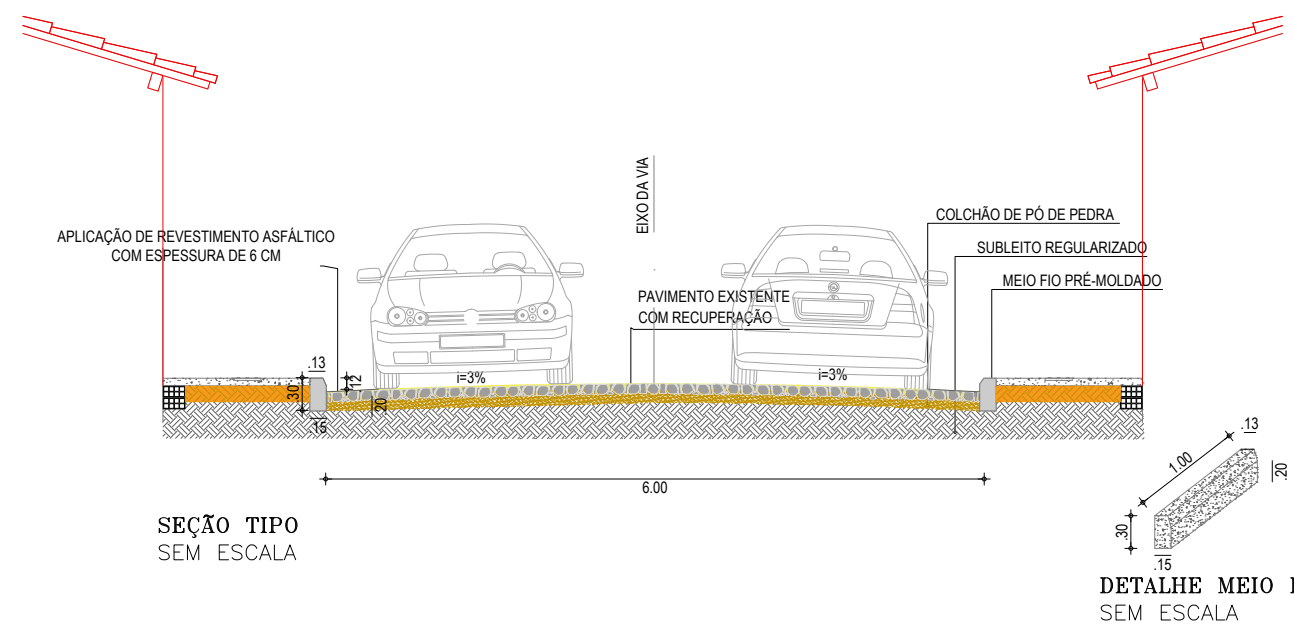 EIXO DA VIA
APLICAÇÃO DE REVESTIMENTO ASFÁLTICO
COM ESPESSURA DE 6 CM
COLCHÃO DE PÓ DE PEDRA
SUBLEITO REGULARIZADO
MEIO FIO PRÉ-MOLDADO
PAVIMENTO EXISTENTE
COM RECUPERAÇÃO
.13
.30
.12
i=3%
i=3%
.20
.15
6.00
SEÇÃO TIPO
SEM ESCALA
.13
1.00
.20
.30
.15
DETALHE MEIO
SEM ESCALA